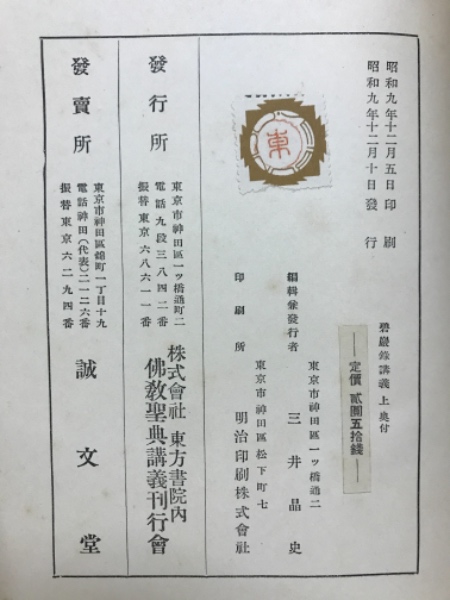 昭和九年十二月五日印刷
昭和九年十二月十日發行
東
碧巖錄講義 上 奥付
定價 貳圓五拾錢
東京市神田區一ッ橋通二
編輯兼發行者 三井晶史
東京市神田區松下町七
印刷所 明治印刷株式會社
發行所
東京市神田區一ッ橋通町二
電話九段三八四二番
振替東京六八六一一番
株式會社 東方書院內
佛教聖典講義刊行會
發賣所
東京市神田區錦町一丁目十九
電話神田(代表)二一二六番
振替東京六二九四番
誠文堂